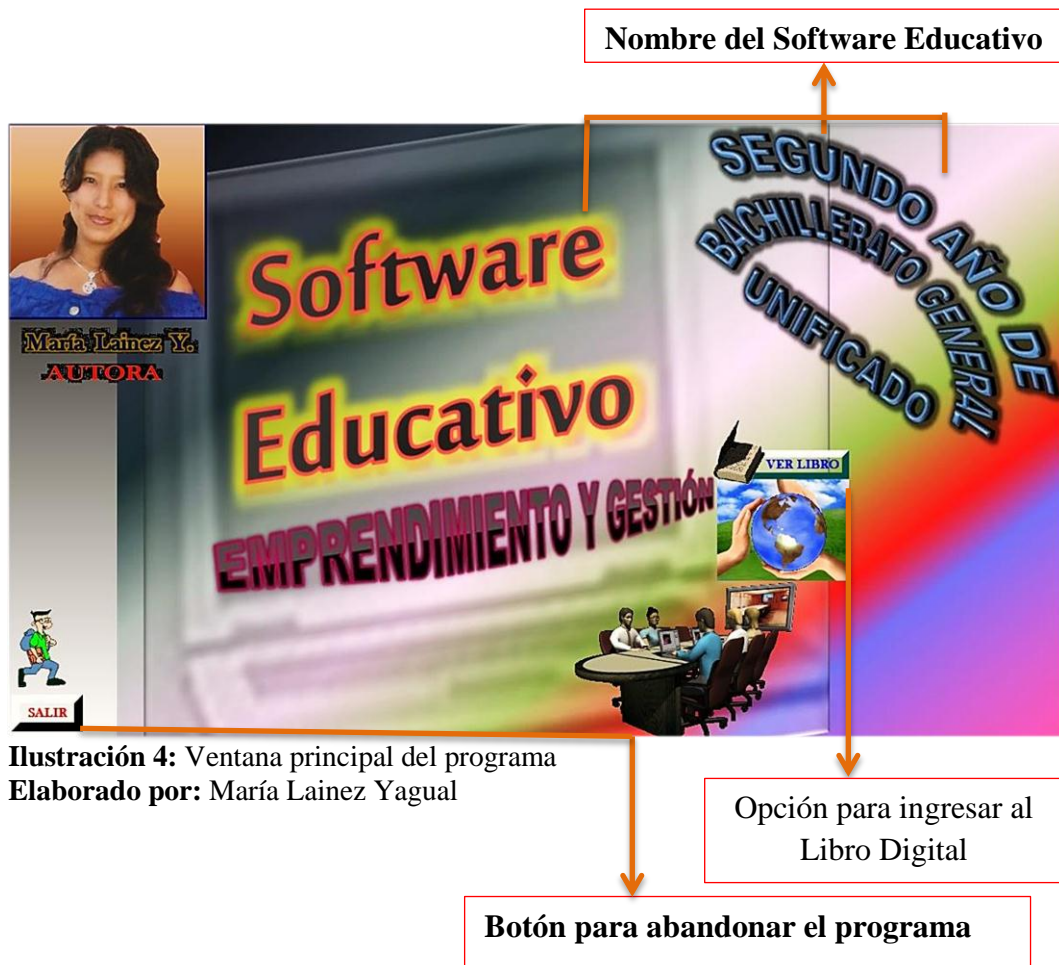 Nombre del Software Educativo
SEGUNDO AÑO DE
BACHILLERATO GENERAL
UNIFICADO
Software
Educativo
EMPRENDIMIENTO Y GESTIÓN
María Lainez Y.
AUTORA
VER LIBRO
SALIR
Ilustración 4: Ventana principal del programa
Elaborado por: María Lainez Yagual
Opción para ingresar al
Libro Digital
Botón para abandonar el programa